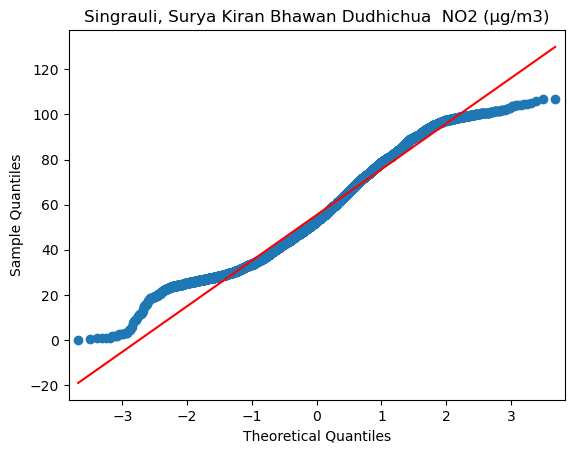 Singrauli, Surya Kiran Bhawan Dudhichua  NO2 (µg/m3)
120
100
80
60
40
20
0
−20
Sample Quantiles
−3 −2 −1 0 1 2 3
Theoretical Quantiles